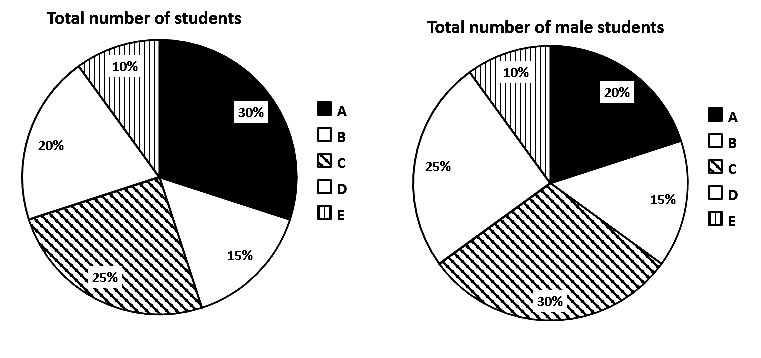 Total number of students
10%
30%
20%
15%
25%
A
B
C
D
E
Total number of male students
10%
20%
25%
15%
30%
A
B
C
D
E